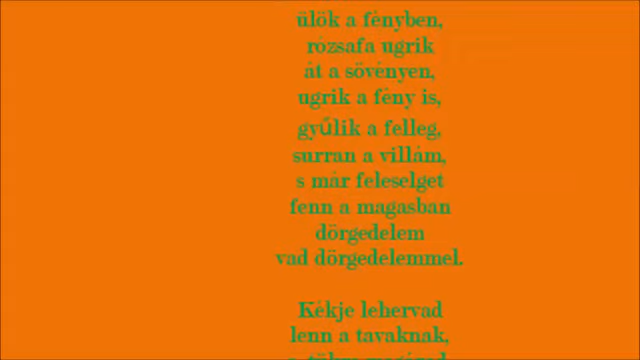 ülök a fényben,
rózsafa ugrik
át a sövényen,
ugrik a fény is,
gyűlik a felleg,
surran a villám,
s már feleselget
fenn a magasban
dörgedelem
vad dörgedelemmel.
Kékje lehervad
lenn a tavaknak,